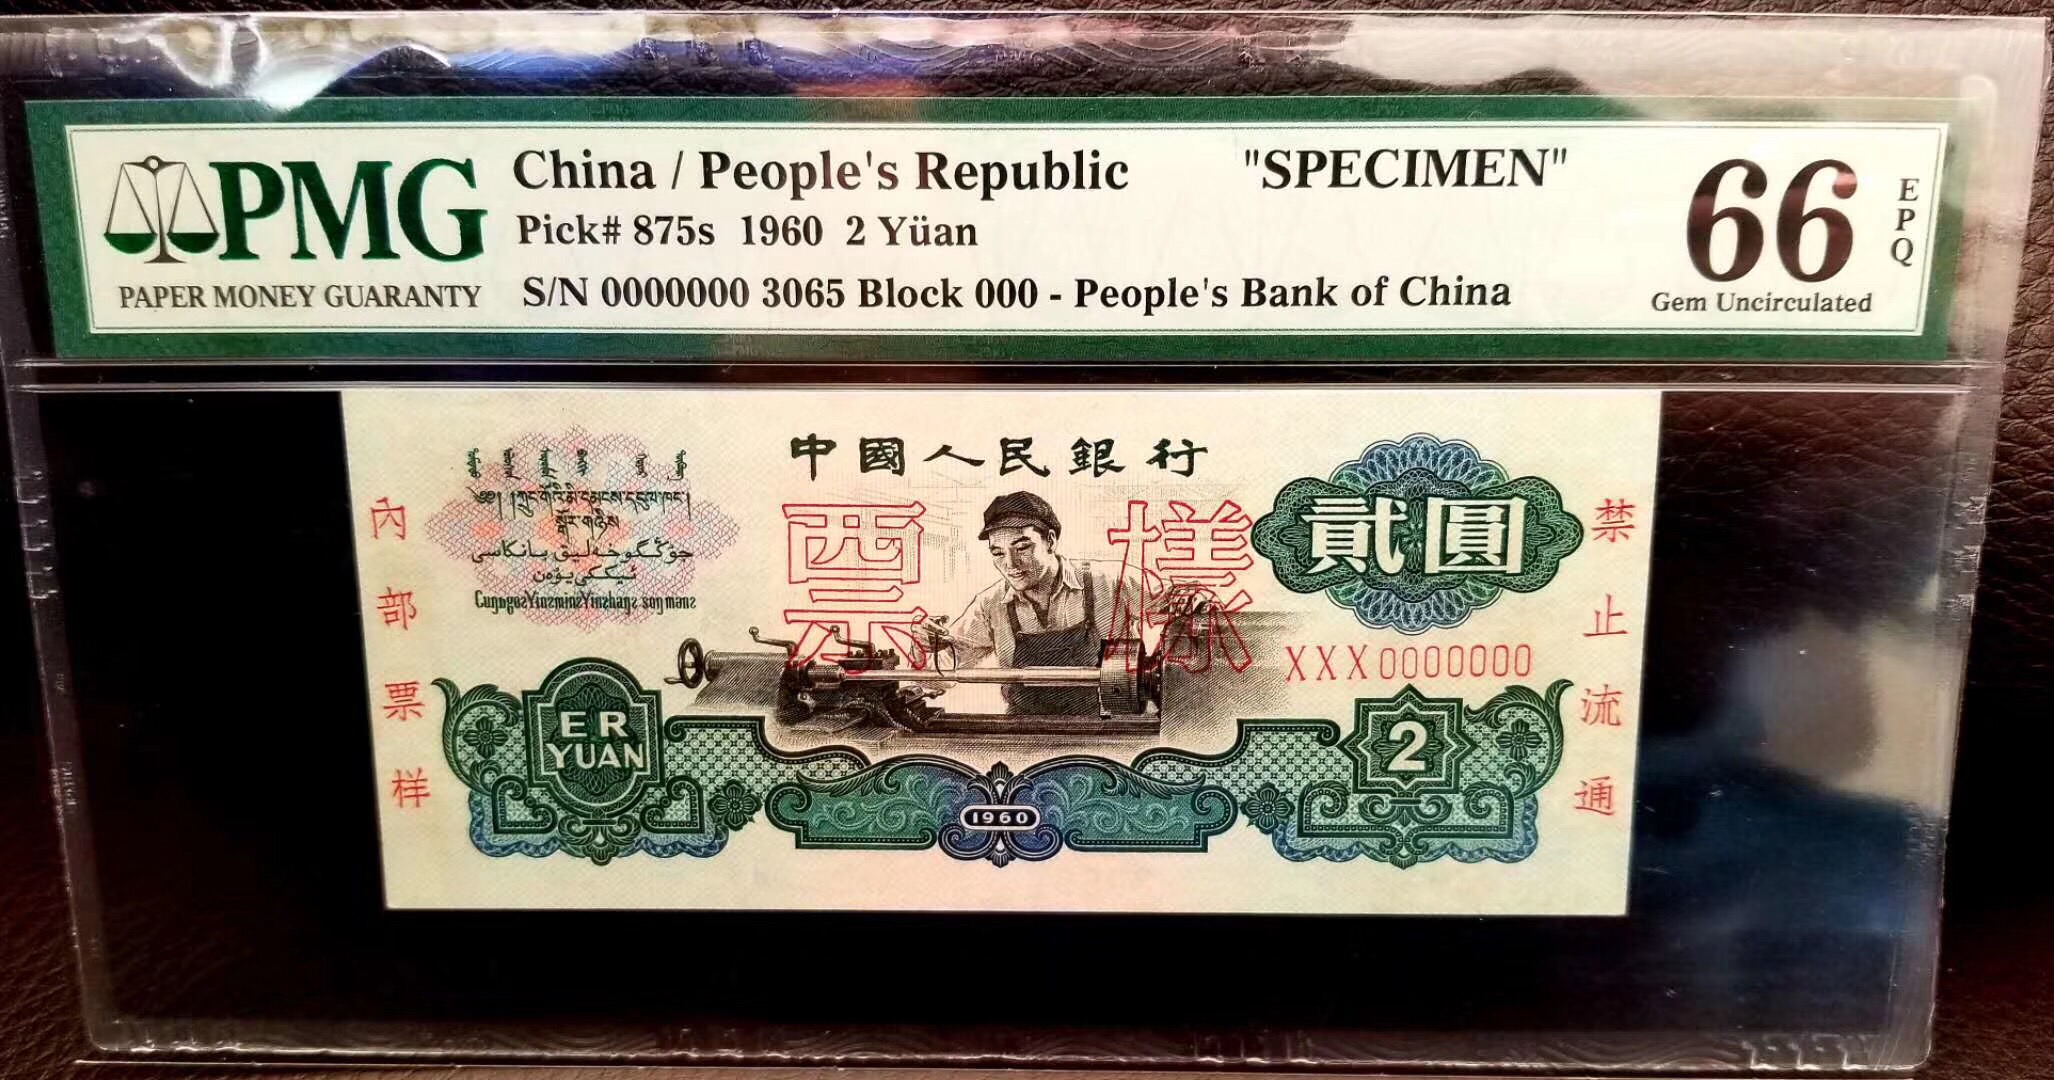 PMG
PAPER MONEY GUARANTY
China / People's Republic "SPECIMEN"
Pick# 875s 1960 2 Yüan
S/N 0000000 3065 Block 000 - People's Bank of China
66
EPQ
Gem Uncirculated
中國人民銀行
內部票样
票樣
貳圓
禁止流通
XXX0000000
ER
YUAN
2
1960